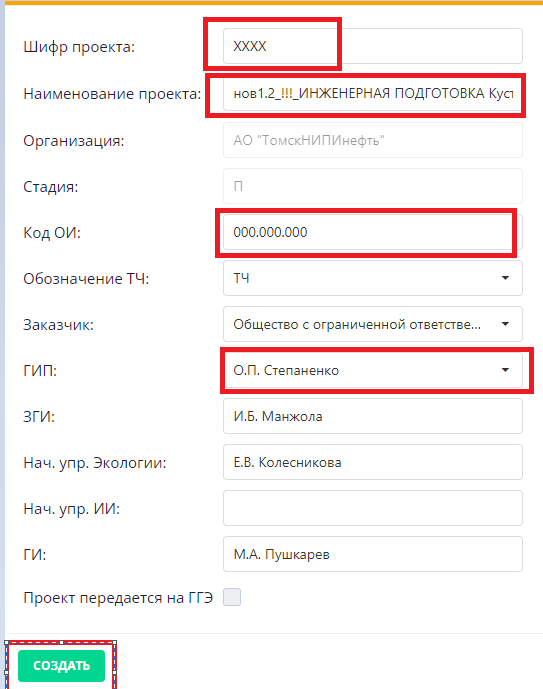 Шифр проекта: XXXX
Наименование проекта: нов1.2_!!!_ИНЖЕНЕРНАЯ ПОДГОТОВКА Куст
Организация: АО "ТомскНИПИнефть"
Стадия: П
Код ОИ: 000.000.000
Обозначение ТЧ: ТЧ
Заказчик: Общество с ограниченной ответстве...
ГИП: О.П. Степаненко
ЗГИ: И.Б. Манжола
Нач. упр. Экологии: Е.В. Колесникова
Нач. упр. ИИ:
ГИ: М.А. Пушкарев
Проект передается на ГГЭ
СОЗДАТЬ